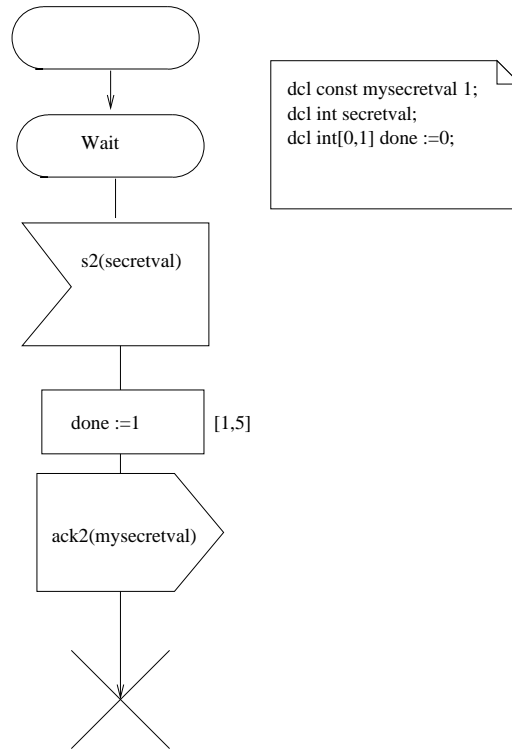 dcl const mysecretval 1;
dcl int secretval;
dcl int[0,1] done :=0;
Wait
s2(secretval)
done :=1
[1,5]
ack2(mysecretval)